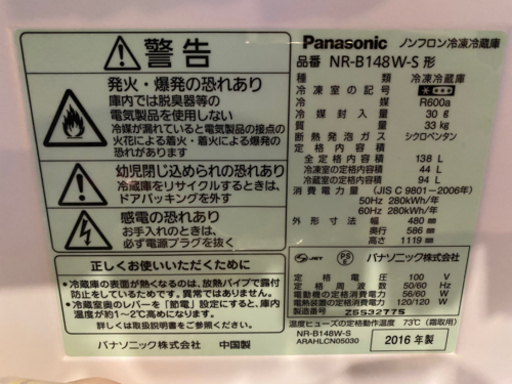 警告
発火・爆発の恐れあり
庫内では脱臭器等の
電気製品を使用しない
冷媒が漏れていると電気製品の接点の
火花による着火・着火による爆発の
恐れあり
幼児閉じ込められの恐れあり
冷蔵庫をリサイクルするときは、
ドアパッキングを外す
感電の恐れあり
お手入れのときは、
必ず電源プラグを抜く
正しくお使いいただくために
・冷蔵庫の表面が熱くなるのは、放熱パイプで露付
防止をしているためです。異常ではありません。
・冷蔵室奥のレバーを「節電」設定にすると、庫内
温度が約1〜2℃高めになります。
詳しくは取扱説明書をご参照ください。
パナソニック株式会社 中国製
Panasonic ノンフロン冷凍冷蔵庫
品番 NR-B148W-S 形
種類 冷凍冷蔵庫
冷凍室の記号
冷媒 R600a
冷媒封入量 30 g
質量 33 kg
断熱発泡ガス シクロペンタン
定格内容積
全定格内容積 138 L
冷凍室の定格内容積 44 L
冷蔵室の定格内容積 94 L
消費電力量 (JIS C 9801-2006年)
50Hz 280kWh/年
60Hz 280kWh/年
外形寸法 幅 480 mm
奥行 586 mm
高さ 1119 mm
JET PSE パナソニック株式会社
定格電圧 100 V
定格周波数 50/60 Hz
電動機の定格消費電力 56/60 W
電熱装置の定格消費電力 120/120 W
製造番号 Z5532775
温度ヒューズの定格動作温度 73℃ (霜取用)
NR-B148W-S
ARAHLCN05030 2016 年製